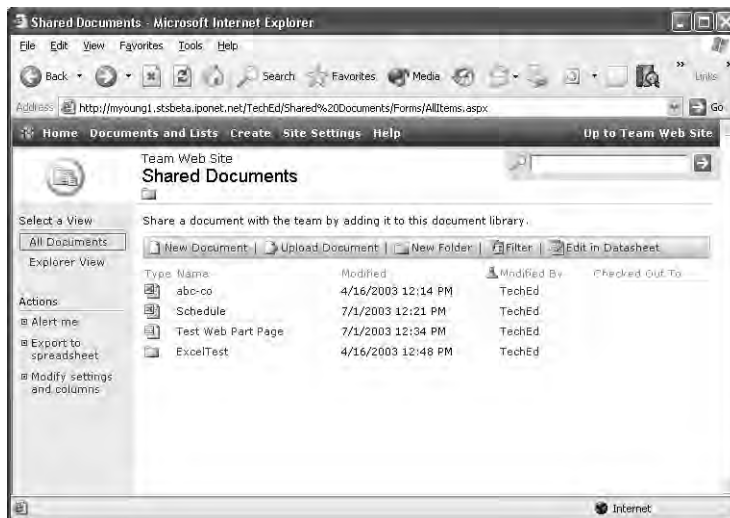 Shared Documents - Microsoft Internet Explorer
File Edit View Favorites Tools Help
Back Search Favorites Media » Links »
Address http://myoung1.stsbeta.iponet.net/TechEd/Shared%20Documents/Forms/AllItems.aspx Go
Home Documents and Lists Create Site Settings Help Up to Team Web Site
Team Web Site
Shared Documents
Select a View
All Documents
Explorer View
Actions
Alert me
Export to
spreadsheet
Modify settings
and columns
Share a document with the team by adding it to this document library.
New Document | Upload Document | New Folder | Filter | Edit in Datasheet
Type Name Modified Modified By Checked Out To
abc-co 4/16/2003 12:14 PM TechEd
Schedule 7/1/2003 12:21 PM TechEd
Test Web Part Page 7/1/2003 12:34 PM TechEd
ExcelTest 4/16/2003 12:48 PM TechEd
Internet